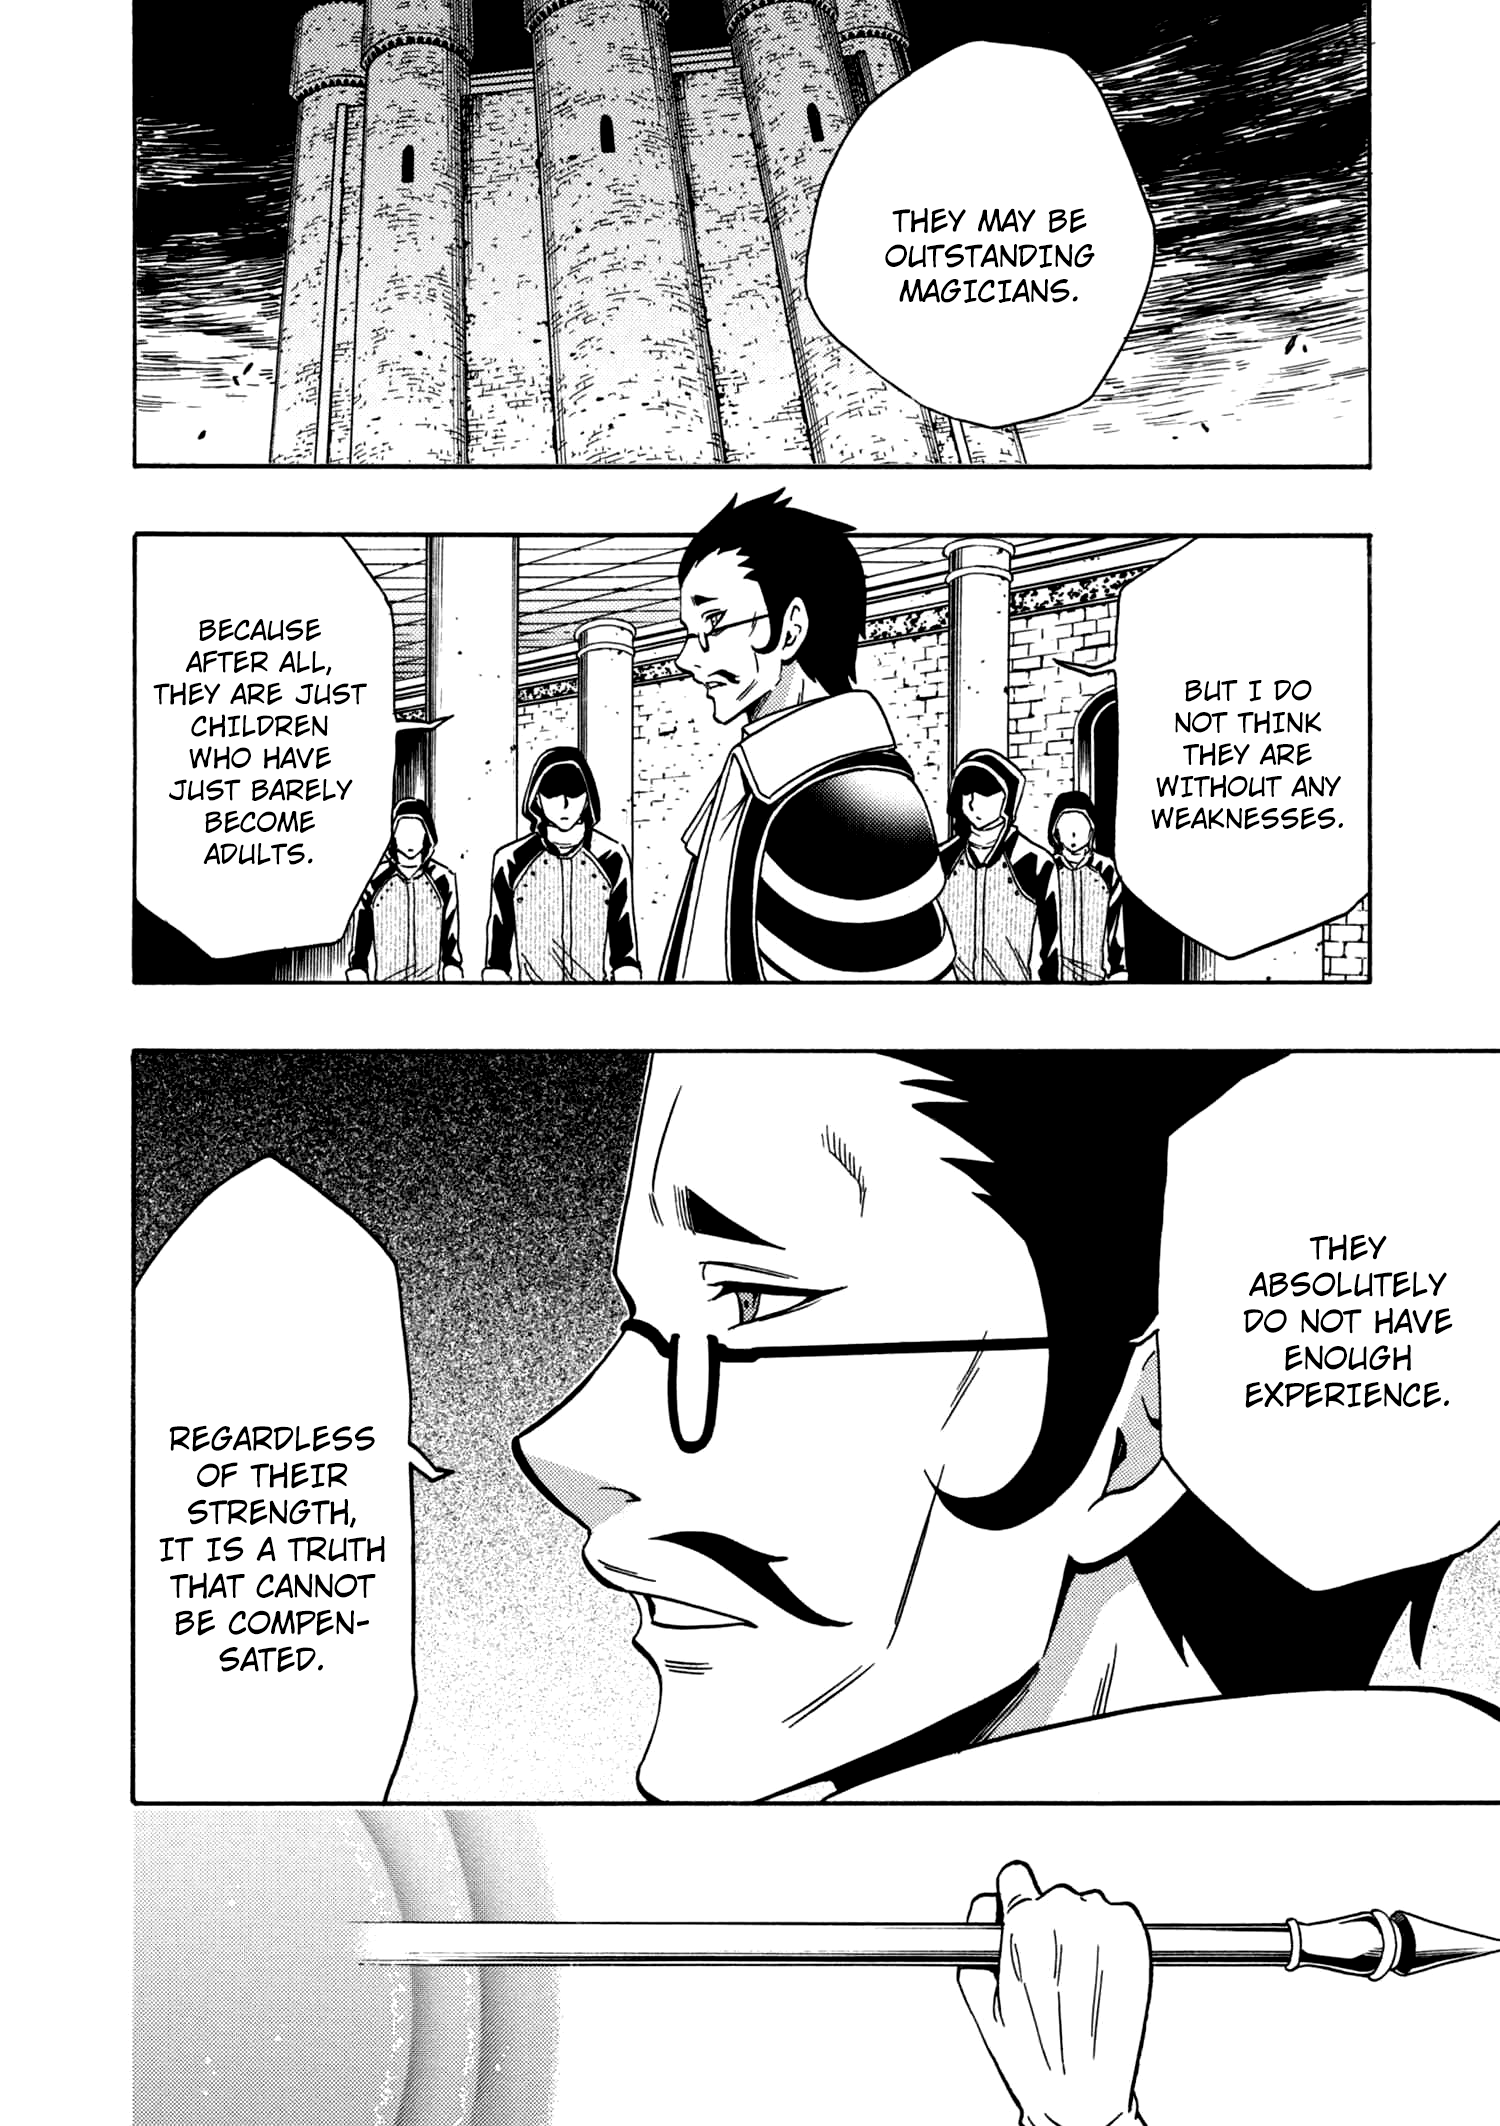 THEY MAY BE
OUTSTANDING
MAGICIANS.
BUT I DO
NOT THINK
THEY ARE
WITHOUT ANY
WEAKNESSES.
BECAUSE
AFTER ALL,
THEY ARE JUST
CHILDREN
WHO HAVE
JUST BARELY
BECOME
ADULTS.
THEY
ABSOLUTELY
DO NOT HAVE
ENOUGH
EXPERIENCE.
REGARDLESS
OF THEIR
STRENGTH,
IT IS A TRUTH
THAT CANNOT
BE COMPEN-
SATED.